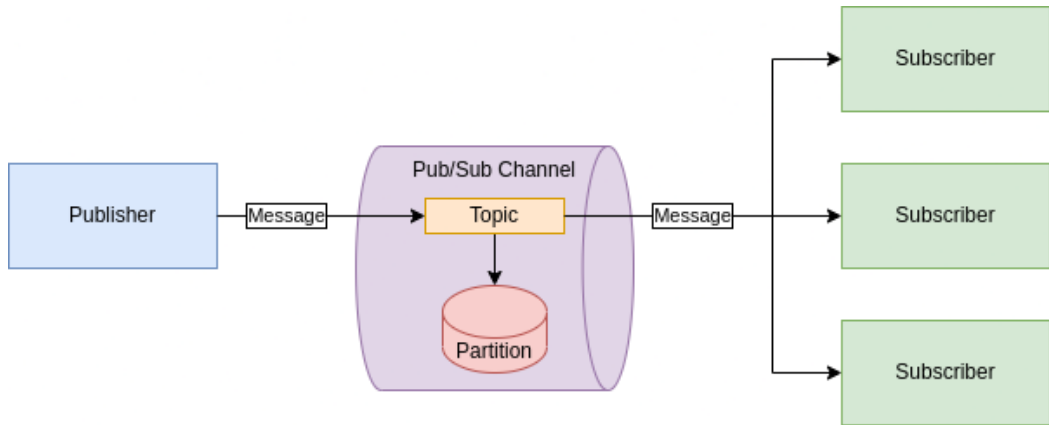 Subscriber
Pub/Sub Channel
Publisher
Message
Topic
Message
Subscriber
Partition
Subscriber